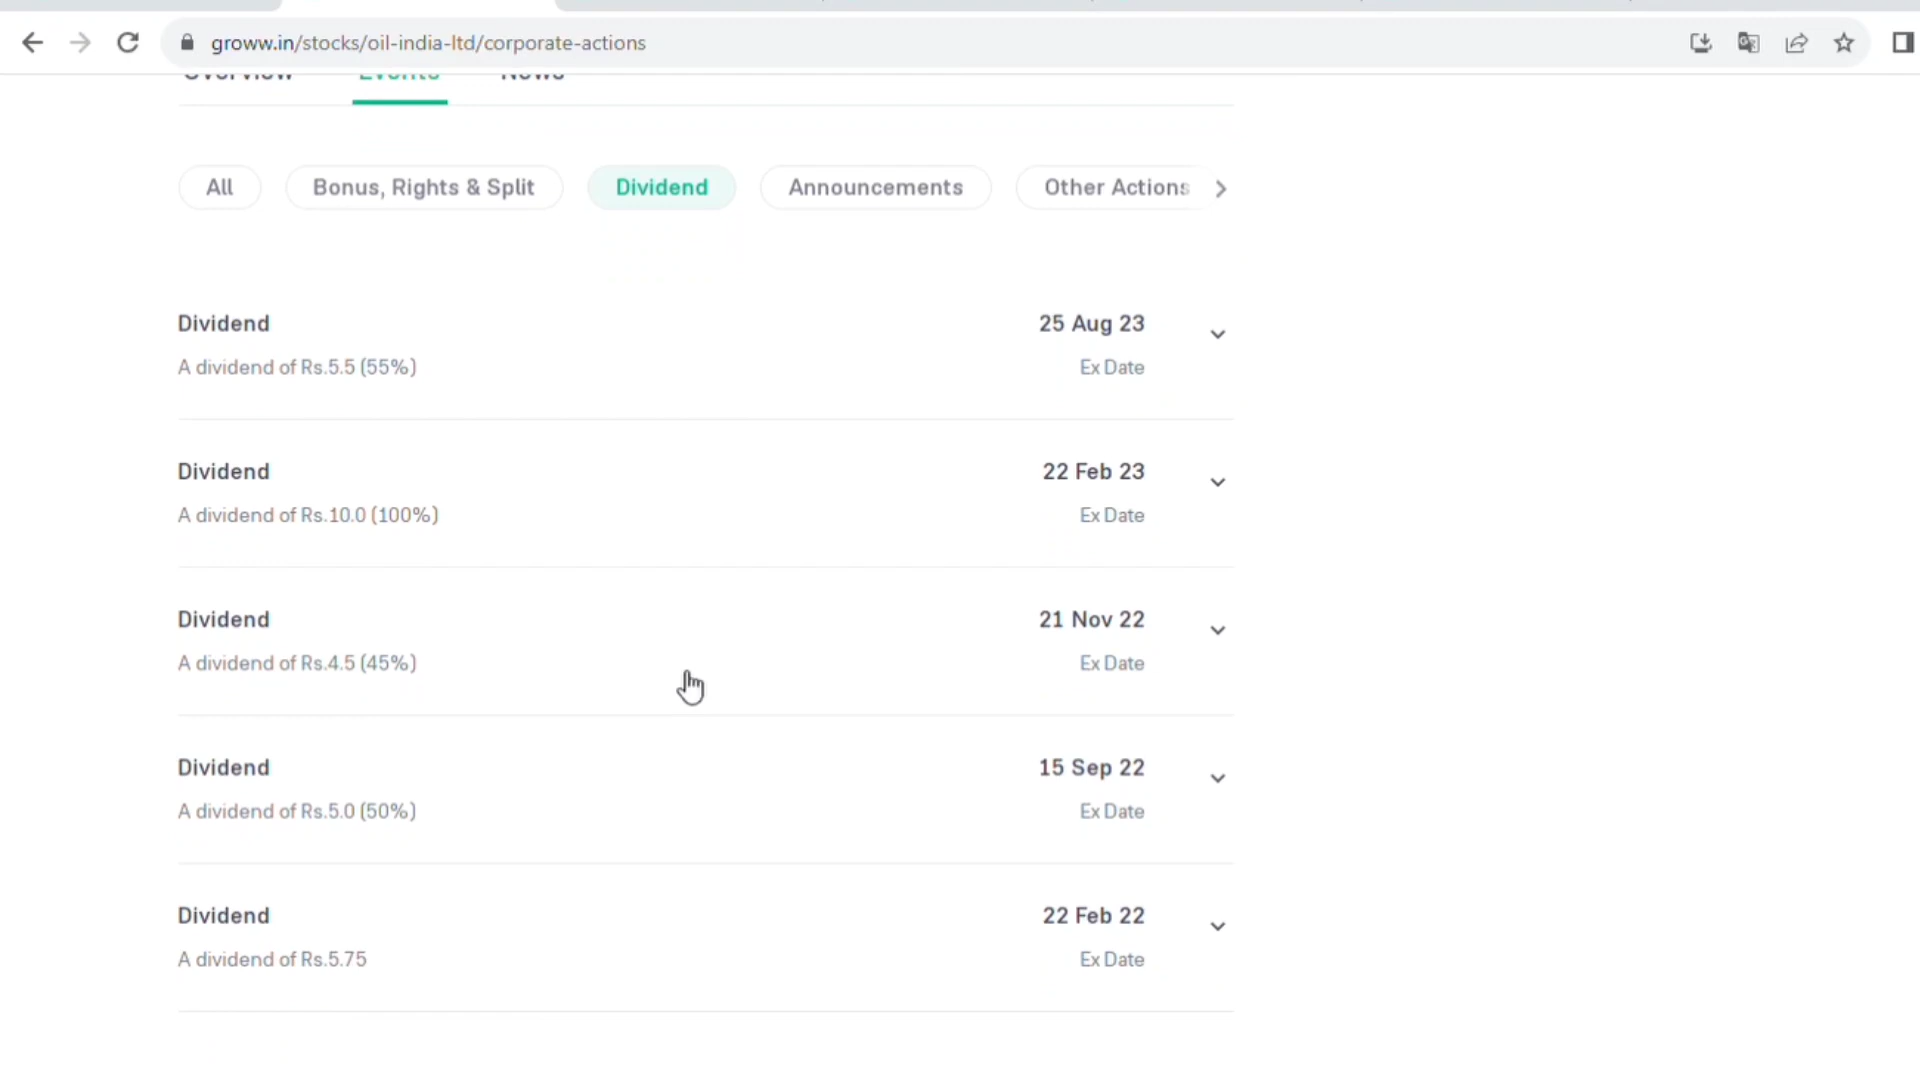 groww.in/stocks/oil-india-ltd/corporate-actions
Overview Events News
All Bonus, Rights & Split Dividend Announcements Other Actions
Dividend 25 Aug 23
A dividend of Rs.5.5 (55%) Ex Date
Dividend 22 Feb 23
A dividend of Rs.10.0 (100%) Ex Date
Dividend 21 Nov 22
A dividend of Rs.4.5 (45%) Ex Date
Dividend 15 Sep 22
A dividend of Rs.5.0 (50%) Ex Date
Dividend 22 Feb 22
A dividend of Rs.5.75 Ex Date